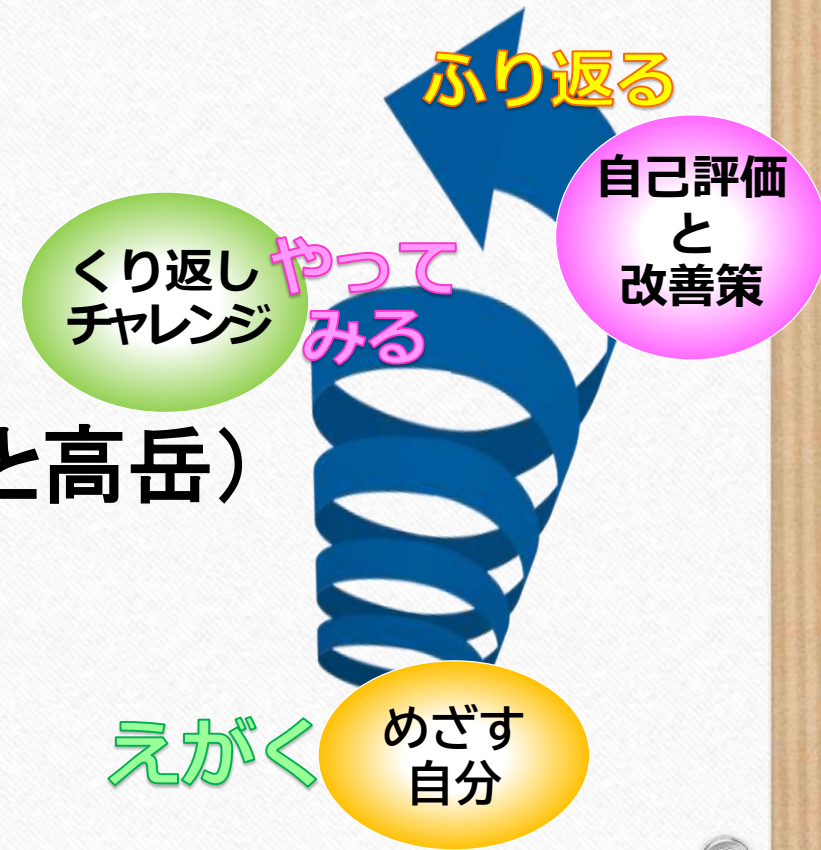 ふり返る
自己評価
と
改善策
くり返し
チャレンジ
やって
みる
と高岳）
えがく
めざす
自分